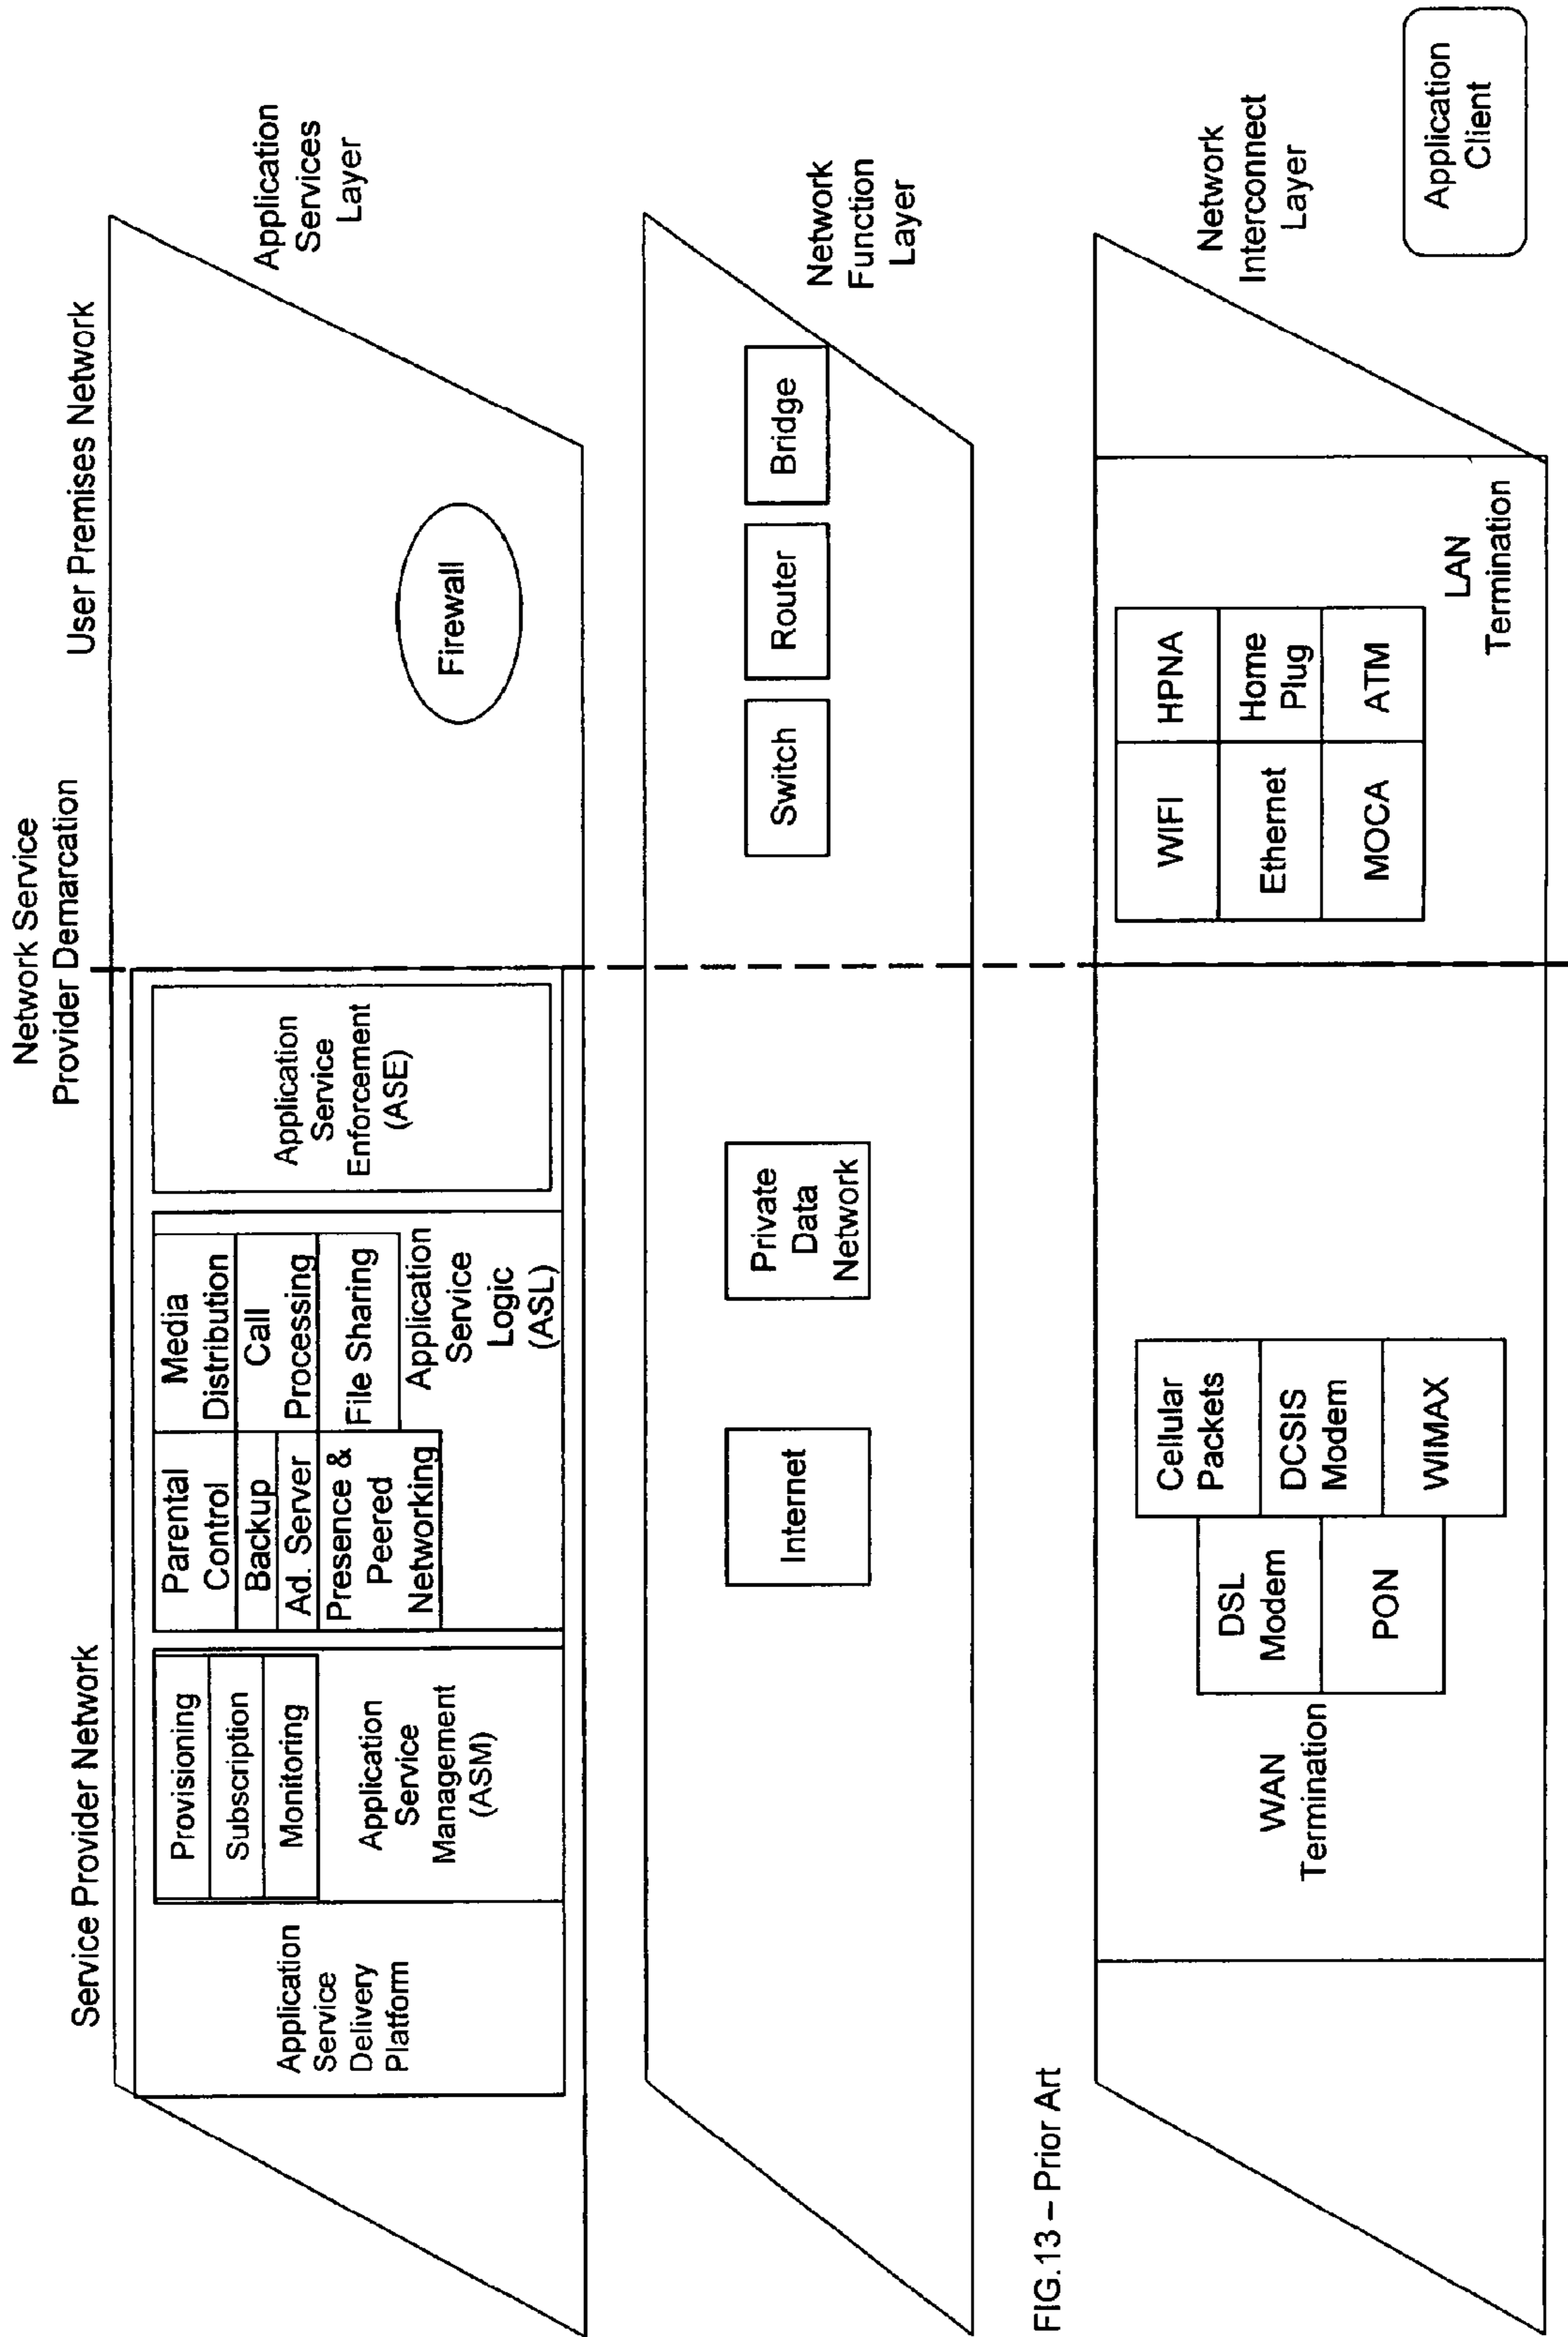 Network Service
Provider Demarcation
Service Provider Network
User Premises Network
Application
Service
Delivery
Platform
Provisioning
Subscription
Monitoring
Application
Service
Management
(ASM)
Parental
Control
Backup
Ad. Server
Presence &
Peered
Networking
Media
Distribution
Call
Processing
File Sharing
Application
Service
Logic
(ASL)
Application
Service
Enforcement
(ASE)
Firewall
Application
Services
Layer
Internet
Private
Data
Network
Switch
Router
Bridge
Network
Function
Layer
FIG.13 – Prior Art
WAN
Termination
DSL
Modem
PON
Cellular
Packets
DCSIS
Modem
WIMAX
WIFI
HPNA
Ethernet
Home
Plug
MOCA
ATM
LAN
Termination
Network
Interconnect
Layer
Application
Client